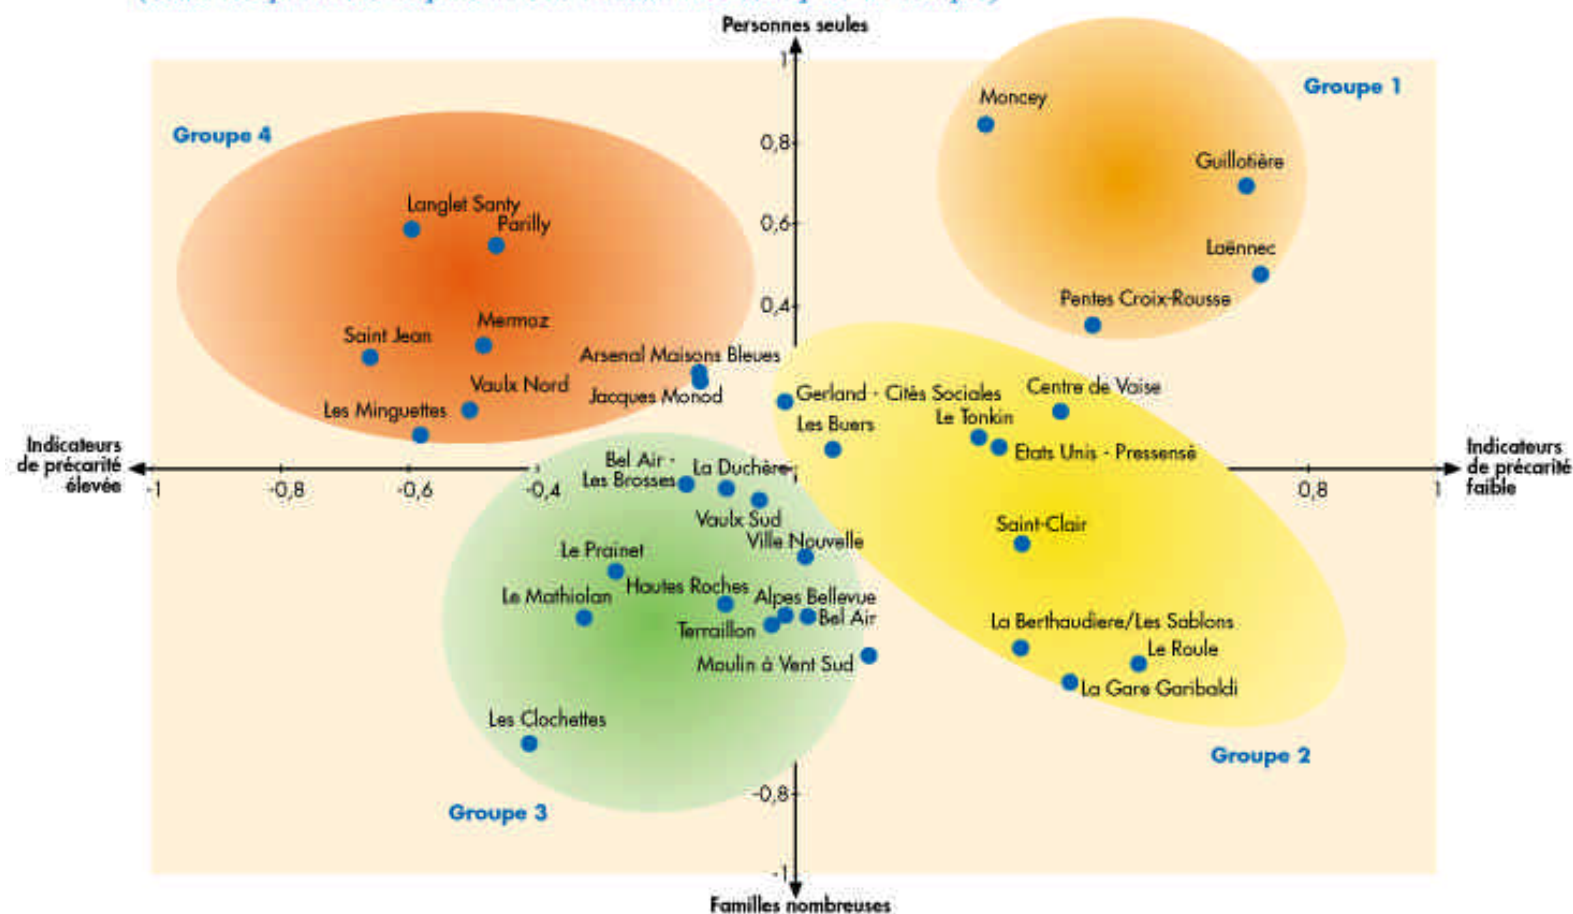 Personnes seules
1
Groupe 1
Moncey
Groupe 4
0,8
Guillotière
Langlet Santy
Parilly
0,6
Laënnec
Pentes Croix-Rousse
0,4
Mermoz
Saint Jean
Arsenal Maisons Bleues
Vaulx Nord
Jacques Monod
Gerland - Cités Sociales
Centre de Vaise
Les Minguettes
Le Tonkin
Les Buers
Etats Unis - Pressensé
Indicateurs
de précarité
élevée
Indicateurs
de précarité
faible
-1
-0,8
-0,6
-0,4
0,8
1
Bel Air -
Les Brosses
La Duchère
Vaulx Sud
Saint-Clair
Ville Nouvelle
Le Prainet
Hautes Roches
Le Mathiolan
Alpes Bellevue
Bel Air
Terraillon
La Berthaudiere/Les Sablons
Le Roule
Moulin à Vent Sud
La Gare Garibaldi
Les Clochettes
Groupe 2
-0,8
Groupe 3
-1
Familles nombreuses